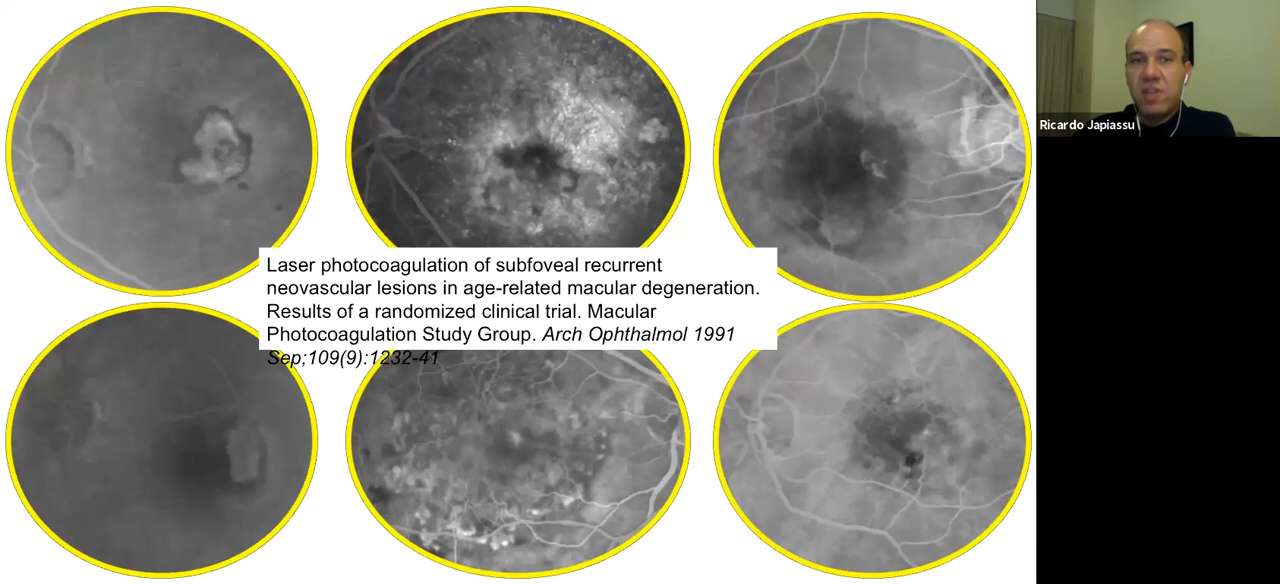 Laser photocoagulation of subfoveal recurrent
neovascular lesions in age-related macular degeneration.
Results of a randomized clinical trial. Macular
Photocoagulation Study Group. Arch Ophthalmol 1991
Sep;109(9):1232-41
Ricardo Japiassu